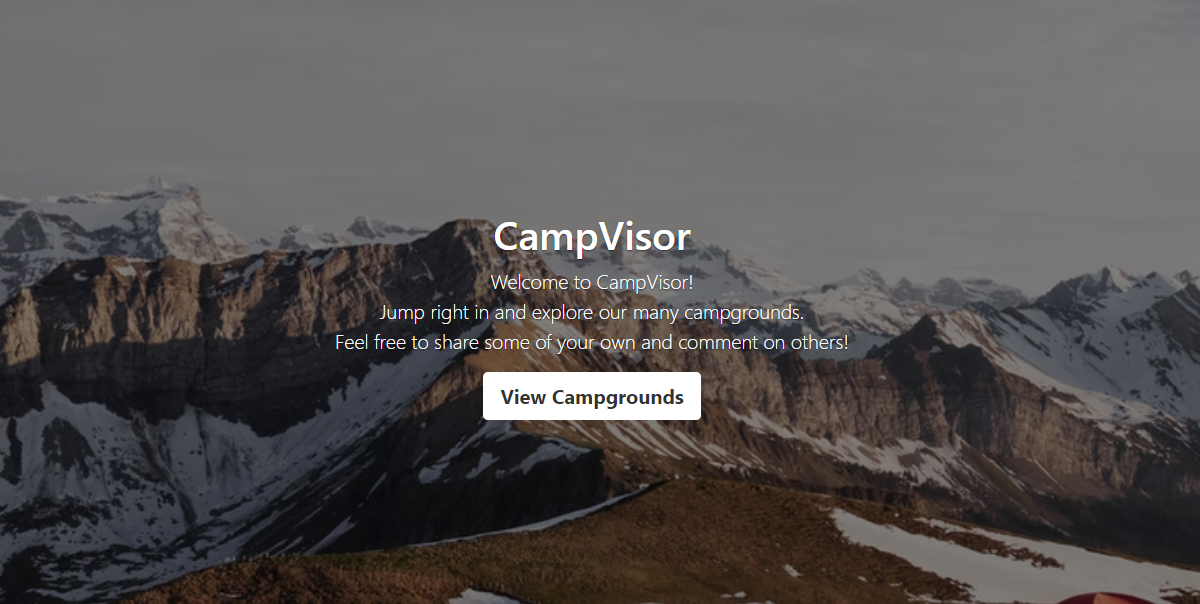 CampVisor
Welcome to CampVisor!
Jump right in and explore our many campgrounds.
Feel free to share some of your own and comment on others!
View Campgrounds